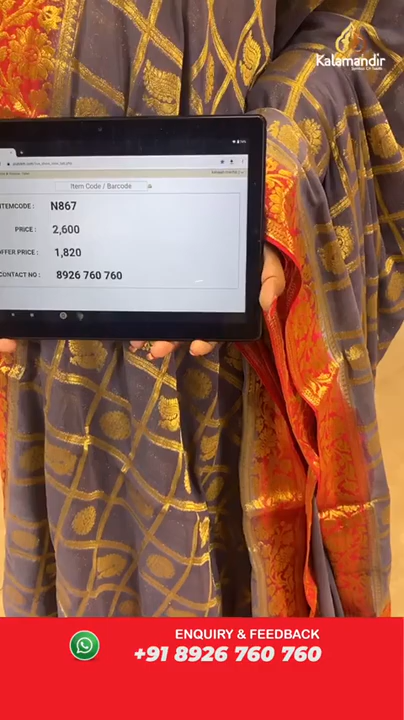 Kalamandir
Item Code / Barcode
ITEMCODE : N867
PRICE : 2,600
OFFER PRICE : 1,820
CONTACT NO : 8926 760 760
ENQUIRY & FEEDBACK
+91 8926 760 760